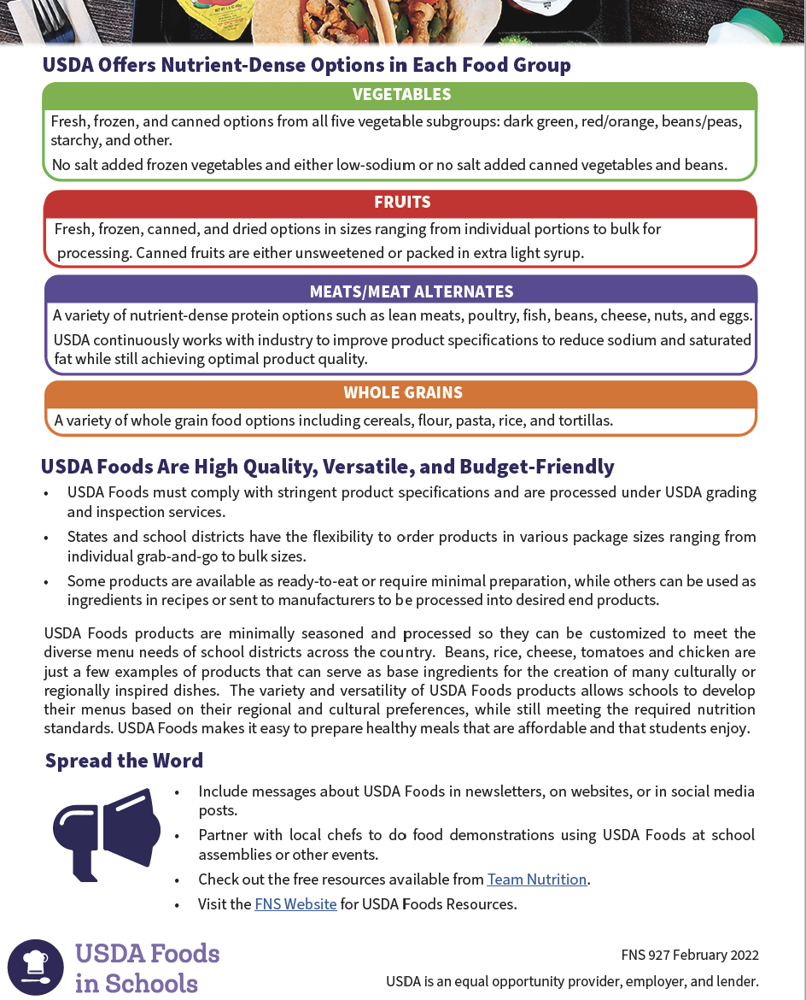 USDA Offers Nutrient-Dense Options in Each Food Group
VEGETABLES
Fresh, frozen, and canned options from all five vegetable subgroups: dark green, red/orange, beans/peas,
starchy, and other.
No salt added frozen vegetables and either low-sodium or no salt added canned vegetables and beans.
FRUITS
Fresh, frozen, canned, and dried options in sizes ranging from individual portions to bulk for
processing. Canned fruits are either unsweetened or packed in extra light syrup.
MEATS/MEAT ALTERNATES
A variety of nutrient-dense protein options such as lean meats, poultry, fish, beans, cheese, nuts, and eggs.
USDA continuously works with industry to improve product specifications to reduce sodium and saturated
fat while still achieving optimal product quality.
WHOLE GRAINS
A variety of whole grain food options including cereals, flour, pasta, rice, and tortillas.
USDA Foods Are High Quality, Versatile, and Budget-Friendly
• USDA Foods must comply with stringent product specifications and are processed under USDA grading
and inspection services.
• States and school districts have the flexibility to order products in various package sizes ranging from
individual grab-and-go to bulk sizes.
• Some products are available as ready-to-eat or require minimal preparation, while others can be used as
ingredients in recipes or sent to manufacturers to be processed into desired end products.
USDA Foods products are minimally seasoned and processed so they can be customized to meet the
diverse menu needs of school districts across the country. Beans, rice, cheese, tomatoes and chicken are
just a few examples of products that can serve as base ingredients for the creation of many culturally or
regionally inspired dishes. The variety and versatility of USDA Foods products allows schools to develop
their menus based on their regional and cultural preferences, while still meeting the required nutrition
standards. USDA Foods makes it easy to prepare healthy meals that are affordable and that students enjoy.
Spread the Word
• Include messages about USDA Foods in newsletters, on websites, or in social media
posts.
• Partner with local chefs to do food demonstrations using USDA Foods at school
assemblies or other events.
• Check out the free resources available from Team Nutrition.
• Visit the FNS Website for USDA Foods Resources.
USDA Foods
in Schools
FNS 927 February 2022
USDA is an equal opportunity provider, employer, and lender.